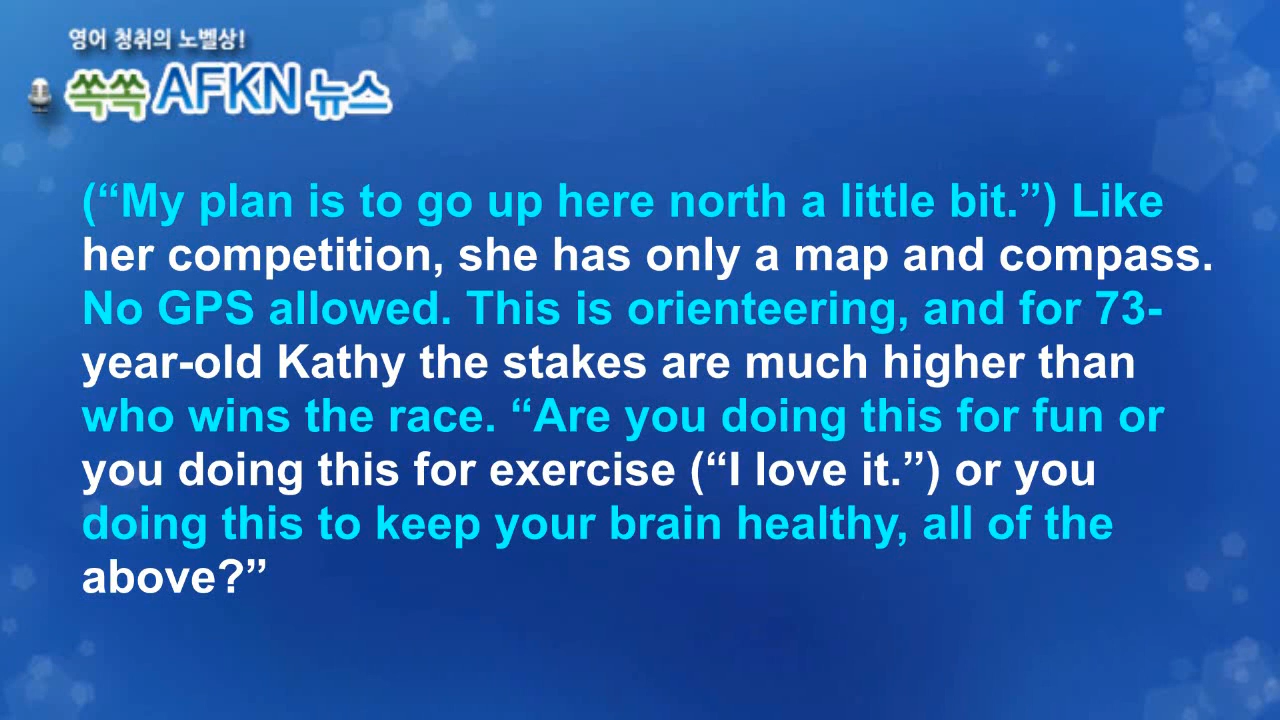 영어 청취의 노벨상!
쏙쏙 AFKN 뉴스
(“My plan is to go up here north a little bit.”) Like
her competition, she has only a map and compass.
No GPS allowed. This is orienteering, and for 73-
year-old Kathy the stakes are much higher than
who wins the race. “Are you doing this for fun or
you doing this for exercise (“I love it.”) or you
doing this to keep your brain healthy, all of the
above?”